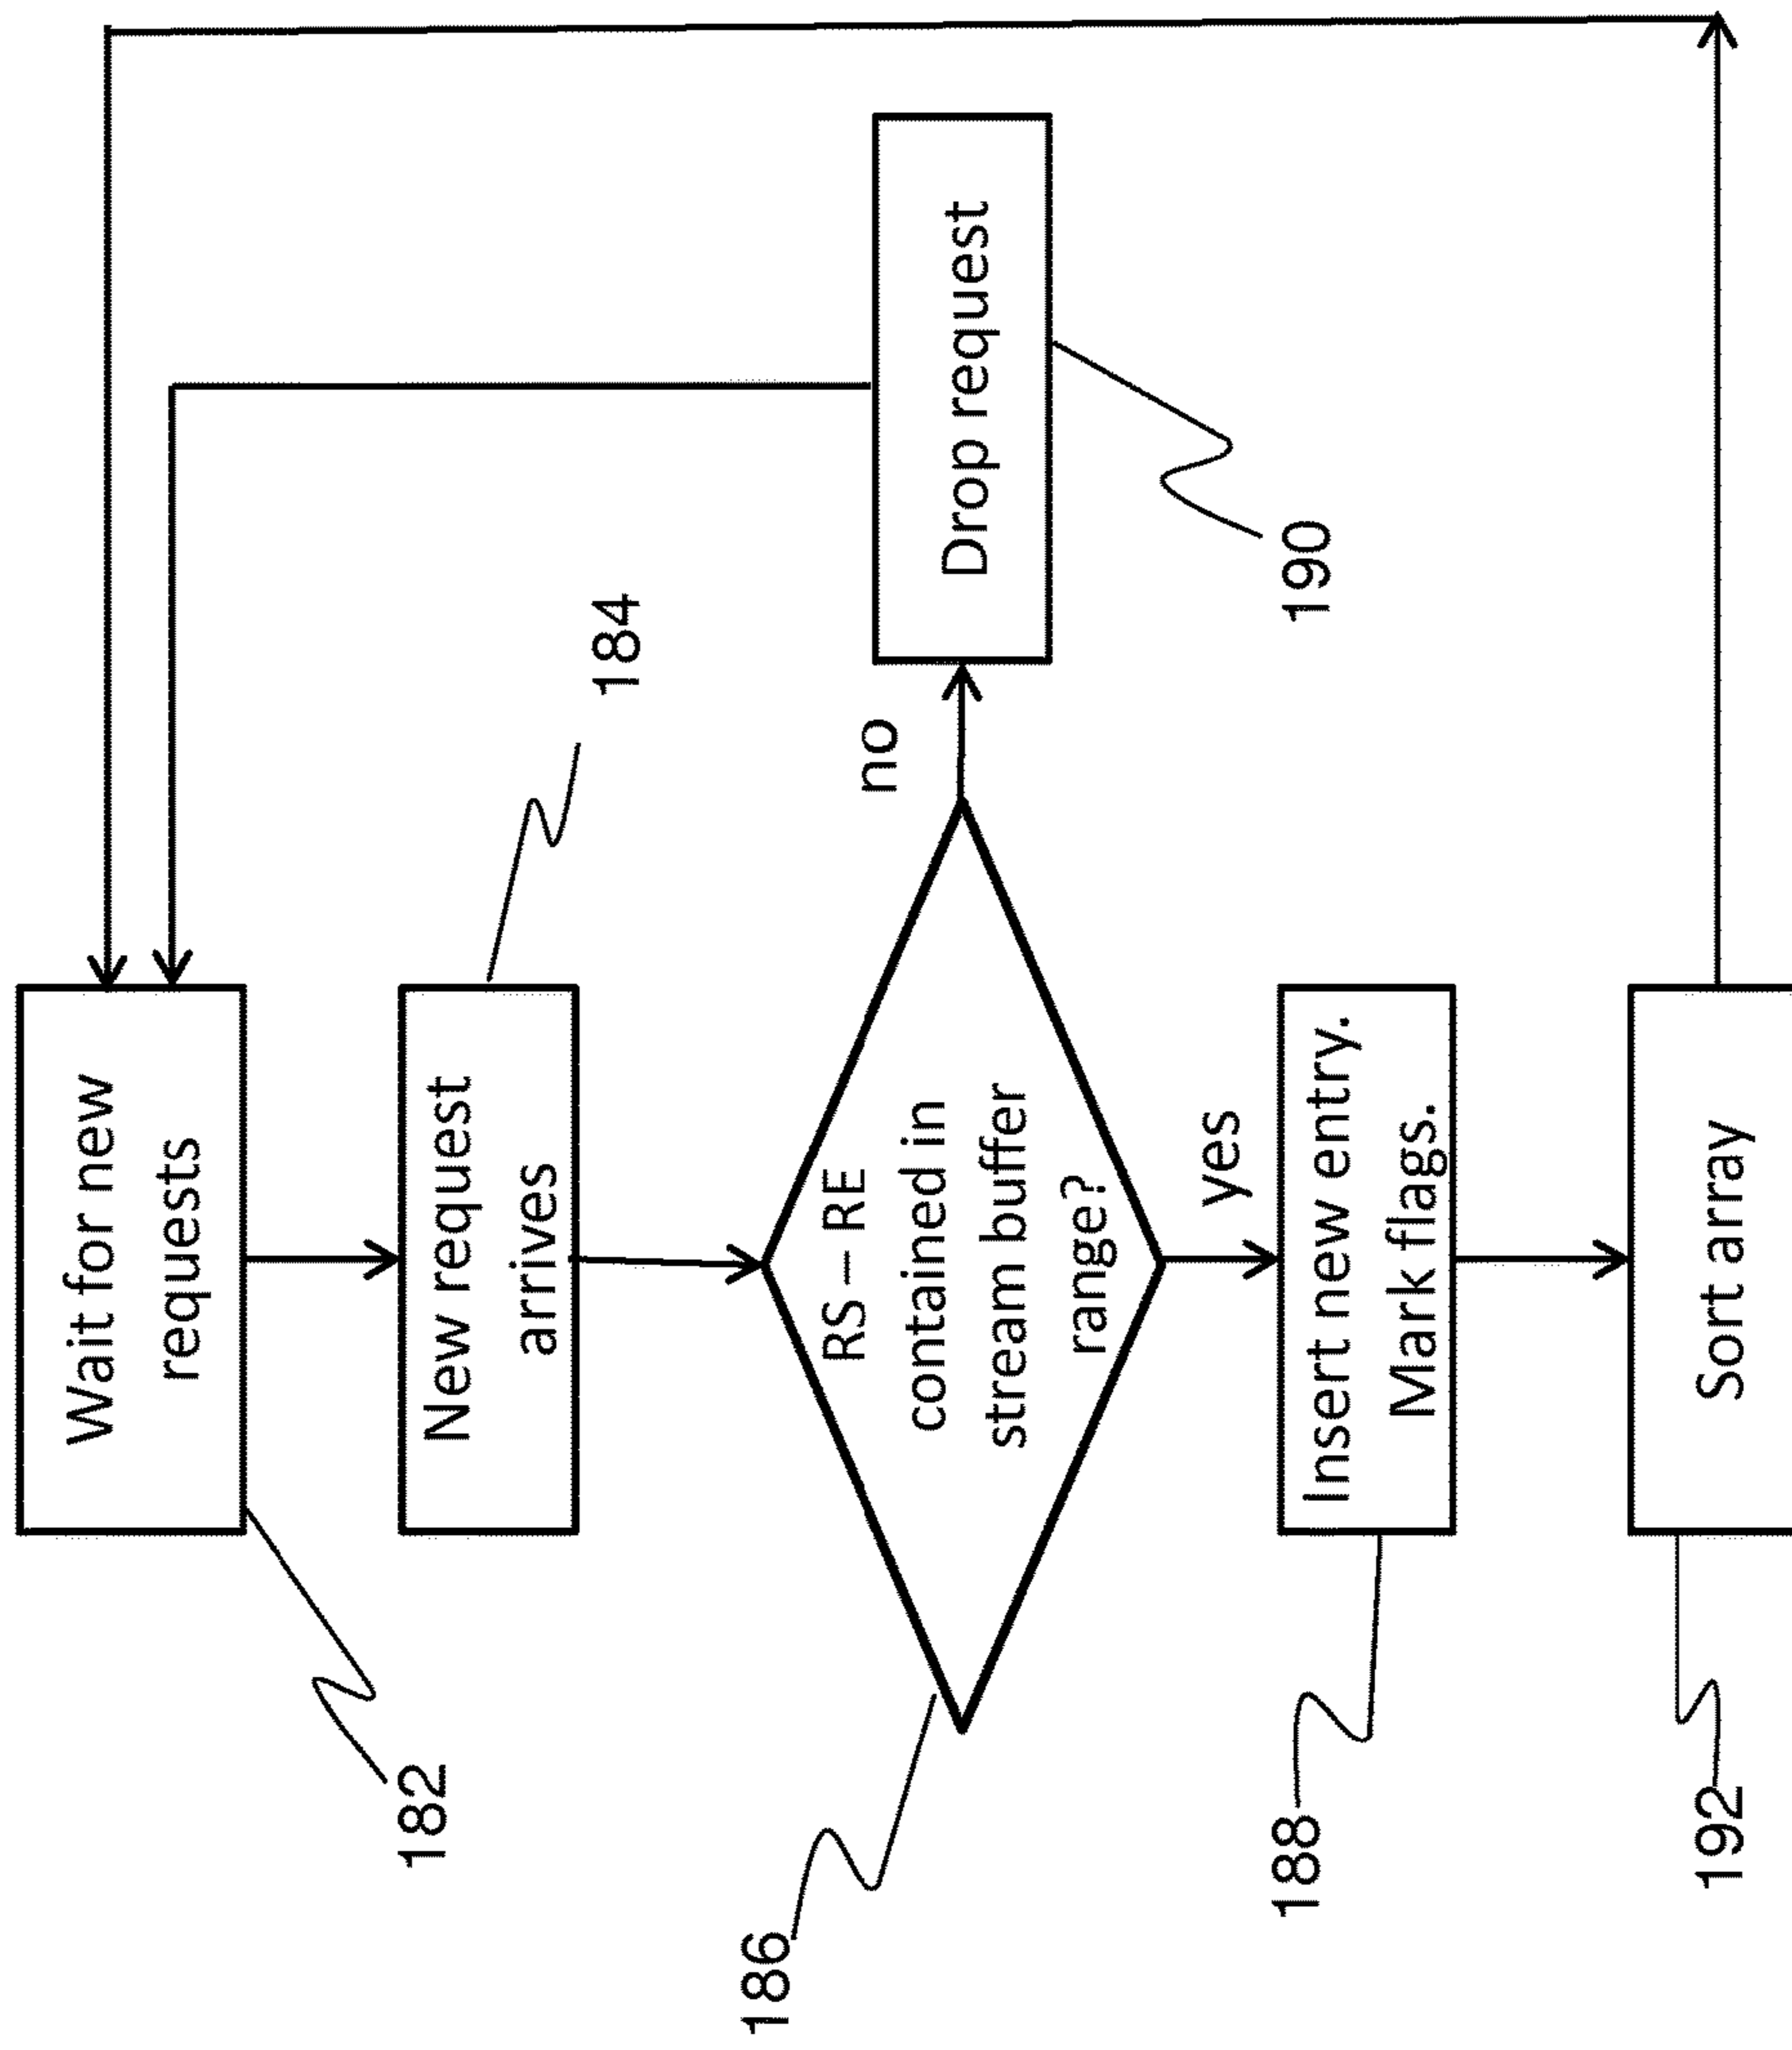 Wait for new
requests
182
New request
arrives
184
RS – RE
contained in
stream buffer
range?
186
no
Drop request
190
yes
Insert new entry.
Mark flags.
188
Sort array
192